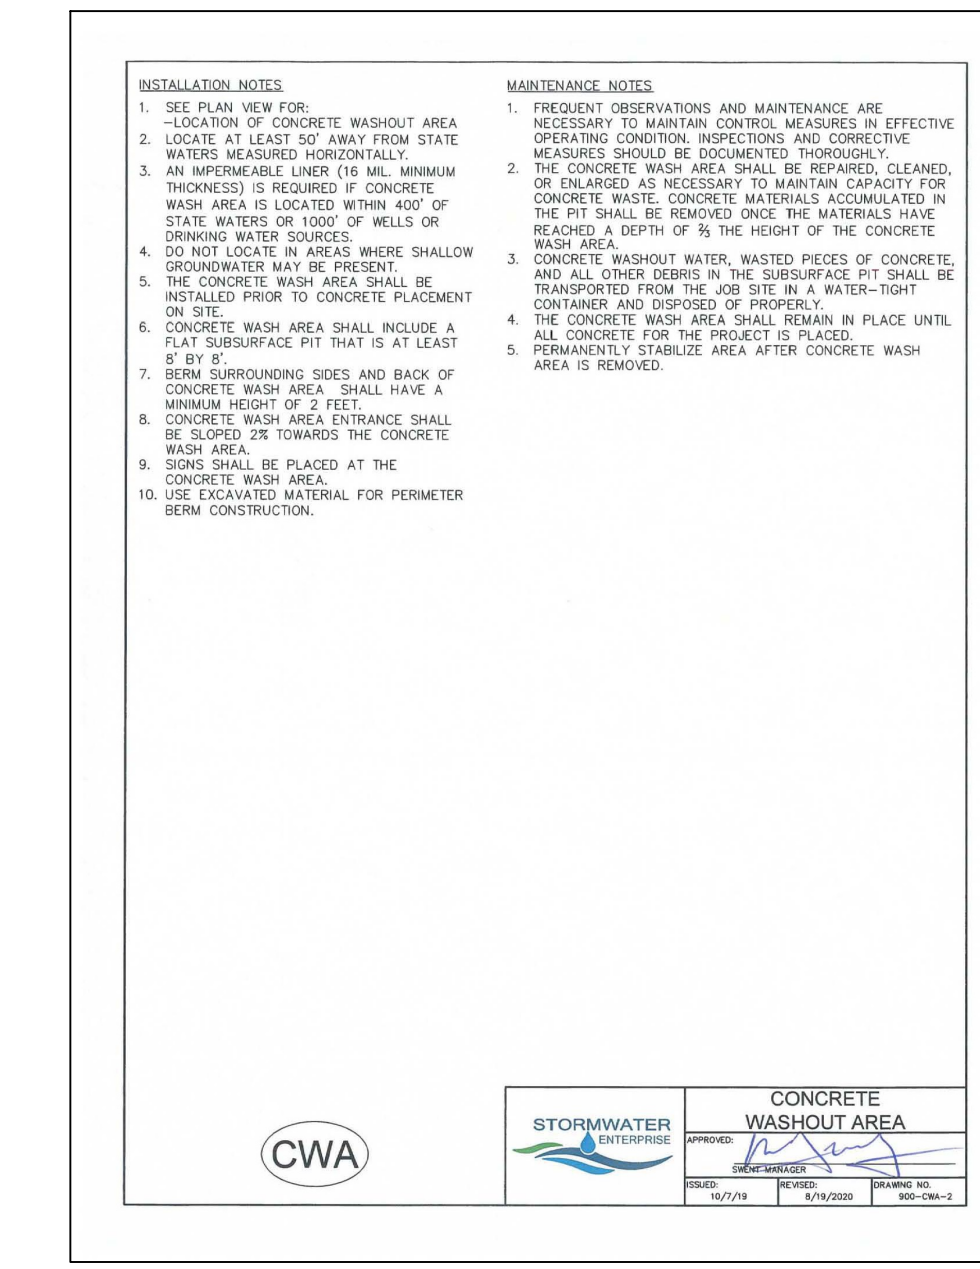 INSTALLATION NOTES
1. SEE PLAN VIEW FOR:
-LOCATION OF CONCRETE WASHOUT AREA
2. LOCATE AT LEAST 50' AWAY FROM STATE
WATERS MEASURED HORIZONTALLY.
3. AN IMPERMEABLE LINER (16 MIL. MINIMUM
THICKNESS) IS REQUIRED IF CONCRETE
WASH AREA IS LOCATED WITHIN 400' OF
STATE WATERS OR 1000' OF WELLS OR
DRINKING WATER SOURCES.
4. DO NOT LOCATE IN AREAS WHERE SHALLOW
GROUNDWATER MAY BE PRESENT.
5. THE CONCRETE WASH AREA SHALL BE
INSTALLED PRIOR TO CONCRETE PLACEMENT
ON SITE.
6. CONCRETE WASH AREA SHALL INCLUDE A
FLAT SUBSURFACE PIT THAT IS AT LEAST
8' BY 8'.
7. BERM SURROUNDING SIDES AND BACK OF
CONCRETE WASH AREA SHALL HAVE A
MINIMUM HEIGHT OF 2 FEET.
8. CONCRETE WASH AREA ENTRANCE SHALL
BE SLOPED 2% TOWARDS THE CONCRETE
WASH AREA.
9. SIGNS SHALL BE PLACED AT THE
CONCRETE WASH AREA.
10. USE EXCAVATED MATERIAL FOR PERIMETER
BERM CONSTRUCTION.
MAINTENANCE NOTES
1. FREQUENT OBSERVATIONS AND MAINTENANCE ARE
NECESSARY TO MAINTAIN CONTROL MEASURES IN EFFECTIVE
OPERATING CONDITION. INSPECTIONS AND CORRECTIVE
MEASURES SHOULD BE DOCUMENTED THOROUGHLY.
2. THE CONCRETE WASH AREA SHALL BE REPAIRED, CLEANED,
OR ENLARGED AS NECESSARY TO MAINTAIN CAPACITY FOR
CONCRETE WASTE. CONCRETE MATERIALS ACCUMULATED IN
THE PIT SHALL BE REMOVED ONCE THE MATERIALS HAVE
REACHED A DEPTH OF ⅔ THE HEIGHT OF THE CONCRETE
WASH AREA.
3. CONCRETE WASHOUT WATER, WASTED PIECES OF CONCRETE,
AND ALL OTHER DEBRIS IN THE SUBSURFACE PIT SHALL BE
TRANSPORTED FROM THE JOB SITE IN A WATER-TIGHT
CONTAINER AND DISPOSED OF PROPERLY.
4. THE CONCRETE WASH AREA SHALL REMAIN IN PLACE UNTIL
ALL CONCRETE FOR THE PROJECT IS PLACED.
5. PERMANENTLY STABILIZE AREA AFTER CONCRETE WASH
AREA IS REMOVED.
CWA
STORMWATER
ENTERPRISE
CONCRETE
WASHOUT AREA
APPROVED:
SWENT MANAGER
ISSUED:
10/7/19
REVISED:
8/19/2020
DRAWING NO.
900-CWA-2